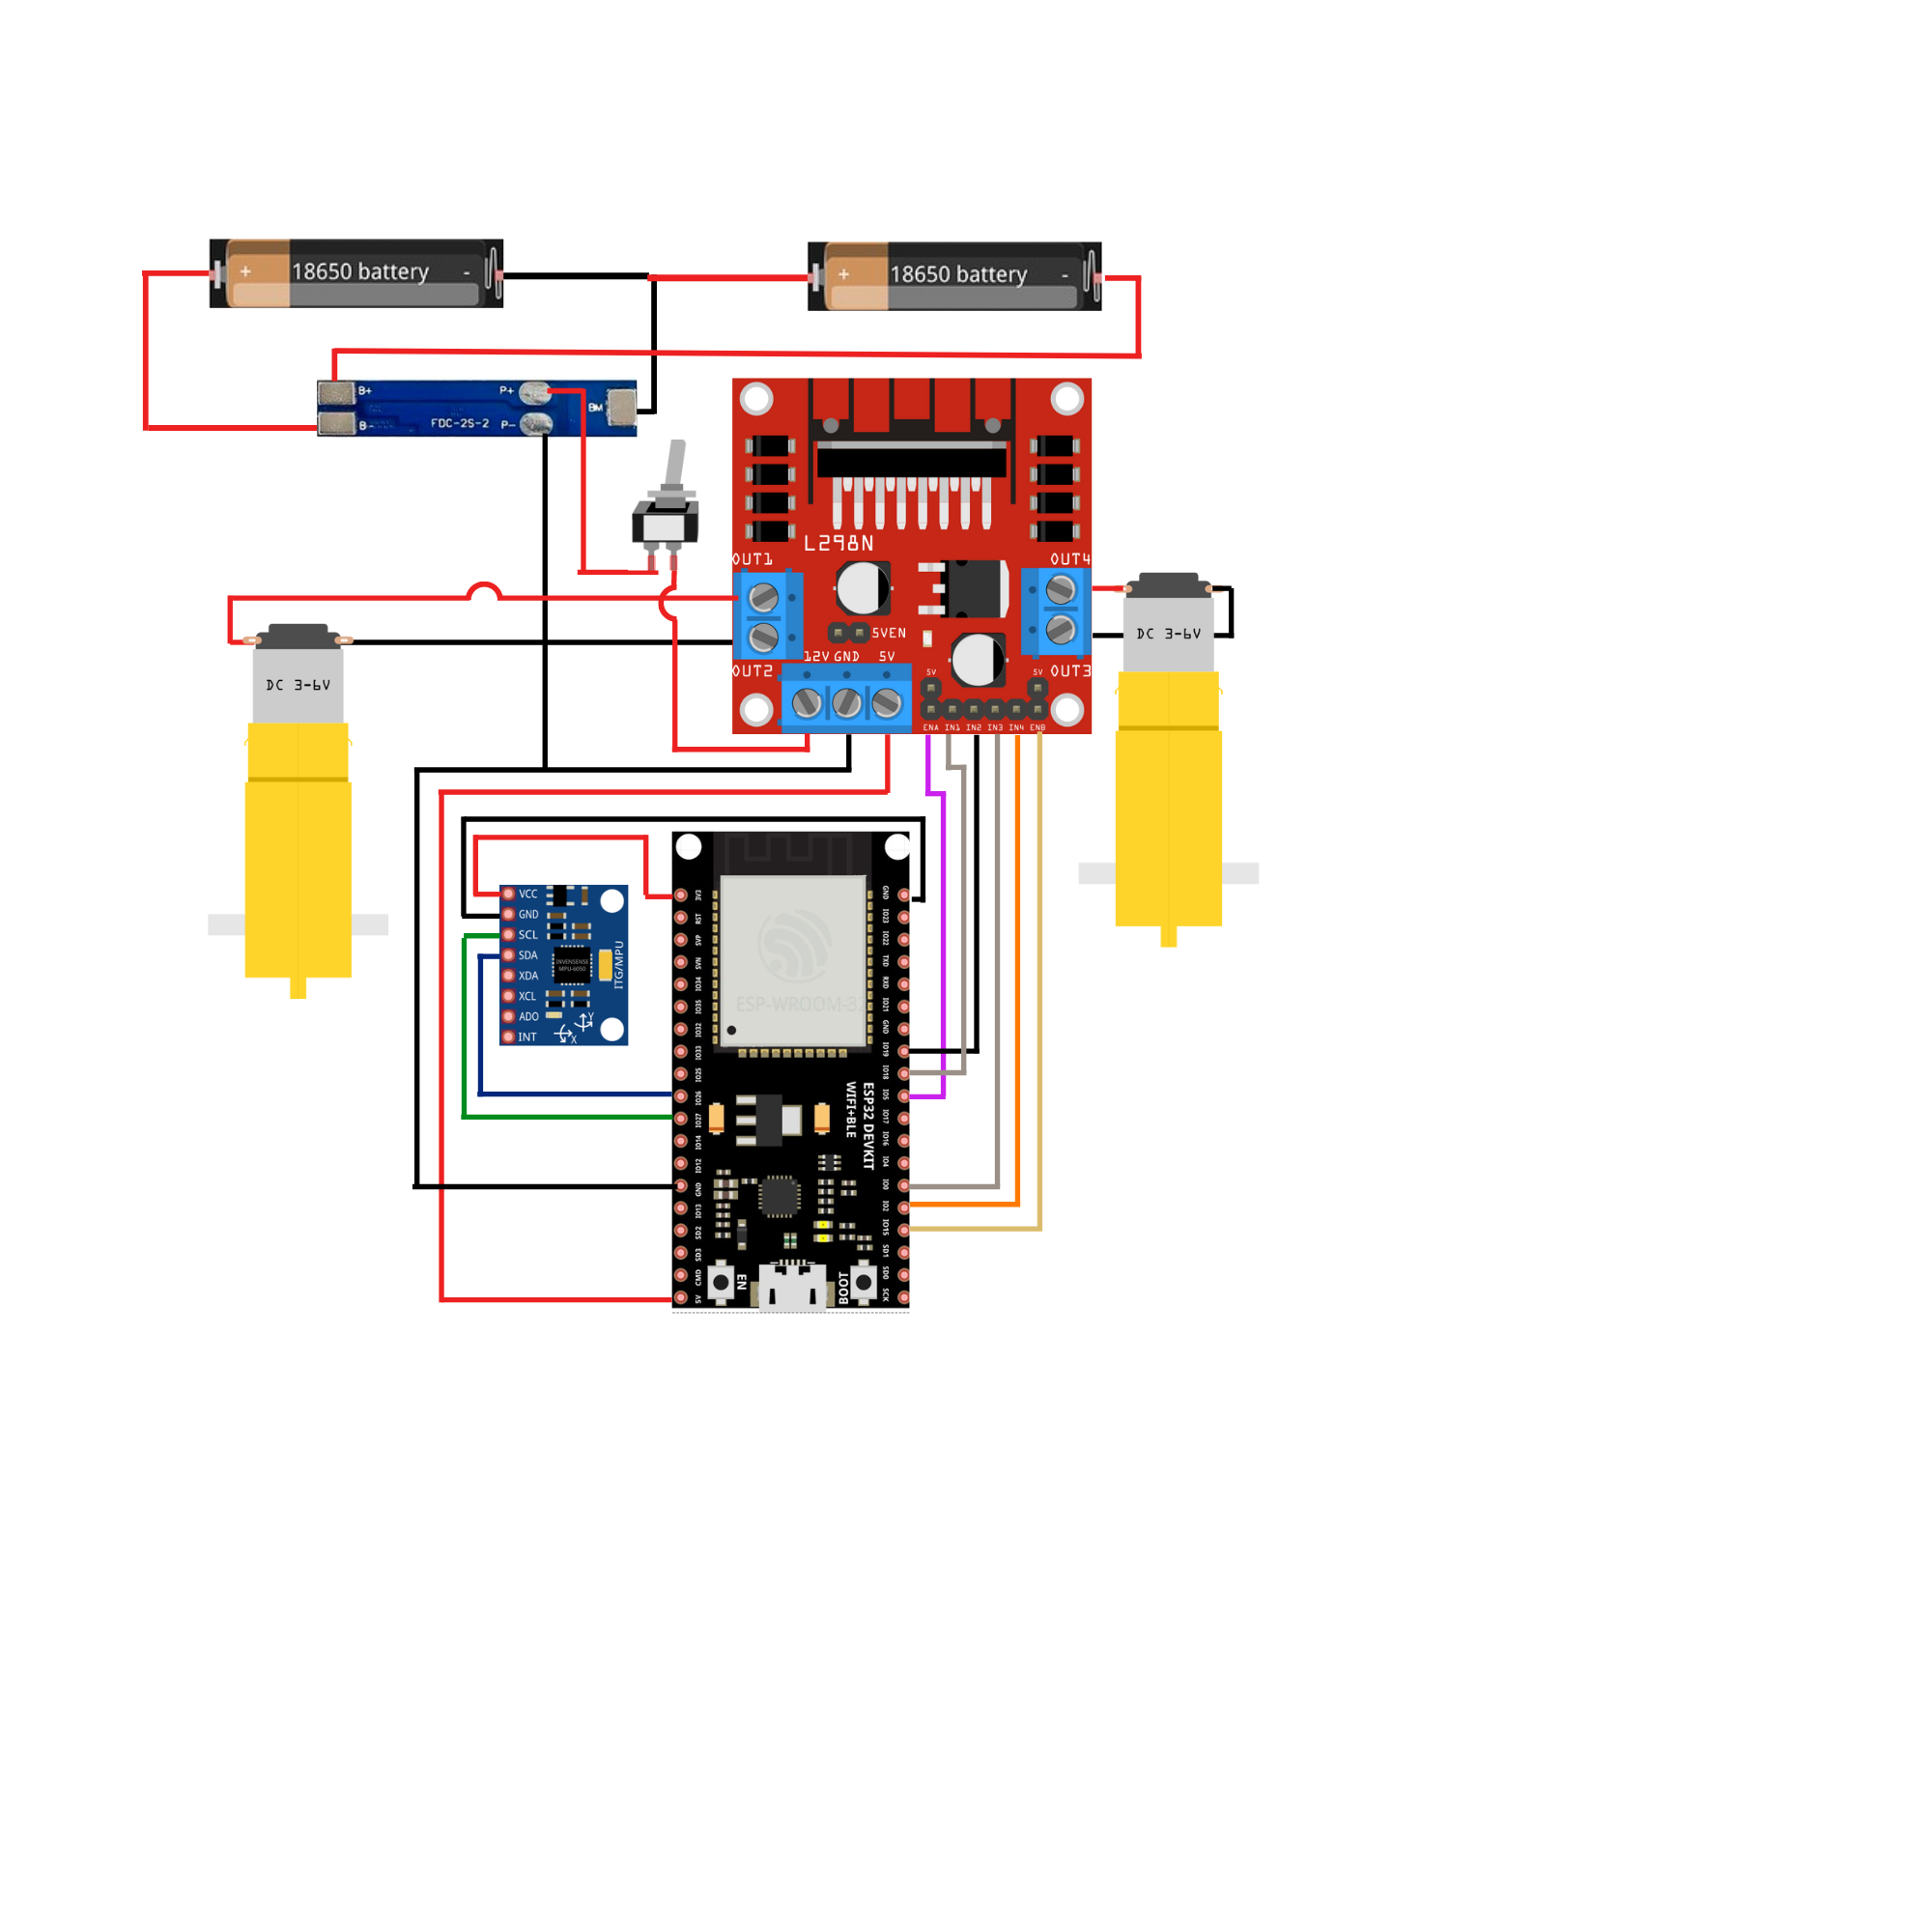 + 18650 battery -
+ 18650 battery -
B+
P+
BM
B-
FDC-2S-2
P-
L298N
OUT1
OUT4
5VEN
12V GND 5V
OUT2
OUT3
5V
5V
ENA IN1 IN2 IN3 IN4 ENB
DC 3-6V
DC 3-6V
VCC
GND
SCL
SDA
XDA
XCL
ADO
INT
INVENSENSE
MPU-6050
ITG/MPU
Y
X
3V3
RST
SVP
SVN
IO34
IO35
IO32
IO33
IO25
IO26
IO27
IO14
IO12
GND
IO13
SD2
SD3
CMD
5V
ESP-WROOM-32
ESP32 DEVKIT
WIFI+BLE
EN
BOOT
GND
IO23
IO22
TXD
RXD
IO21
GND
IO19
IO18
IO5
IO17
IO16
IO4
IO0
IO2
IO15
SD1
SD0
SCK